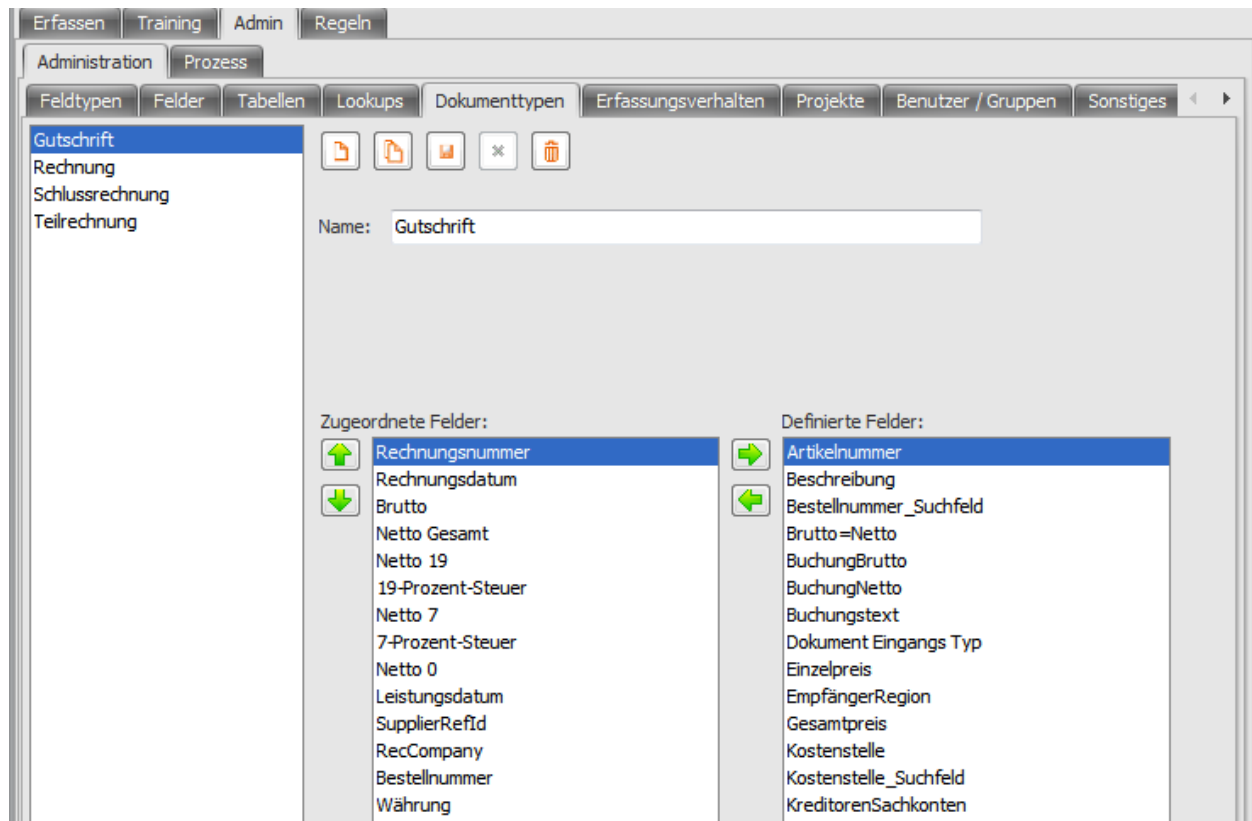 Erfassen Training Admin Regeln
Administration Prozess
Feldtypen Felder Tabellen Lookups Dokumenttypen Erfassungsverhalten Projekte Benutzer / Gruppen Sonstiges
Gutschrift
Rechnung
Schlussrechnung
Teilrechnung
Name: Gutschrift
Zugeordnete Felder:
Rechnungsnummer
Rechnungsdatum
Brutto
Netto Gesamt
Netto 19
19-Prozent-Steuer
Netto 7
7-Prozent-Steuer
Netto 0
Leistungsdatum
SupplierRefId
RecCompany
Bestellnummer
Währung
Definierte Felder:
Artikelnummer
Beschreibung
Bestellnummer_Suchfeld
Brutto=Netto
BuchungBrutto
BuchungNetto
Buchungstext
Dokument Eingangs Typ
Einzelpreis
EmpfängerRegion
Gesamtpreis
Kostenstelle
Kostenstelle_Suchfeld
KreditorenSachkonten